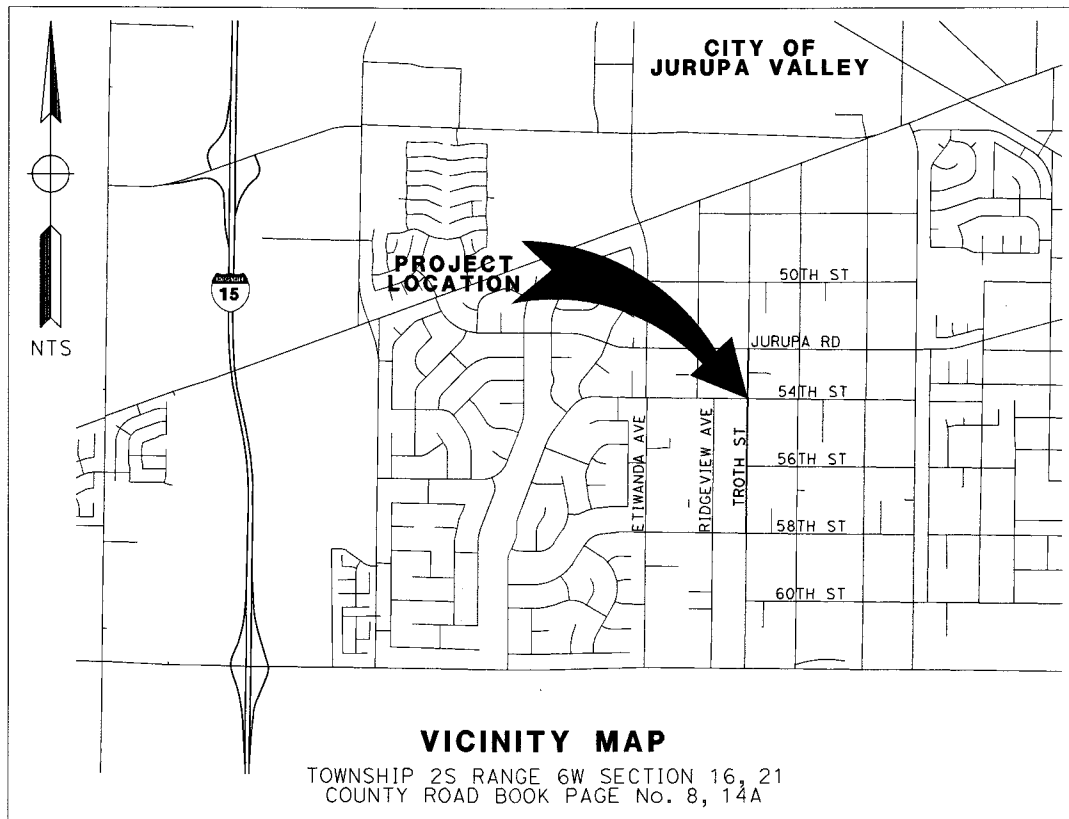 CITY OF
JURUPA VALLEY
PROJECT
LOCATION
15
NTS
50TH ST
JURUPA RD
54TH ST
ETIWANDA AVE
RIDGEVIEW AVE
TROTH ST
56TH ST
58TH ST
60TH ST
VICINITY MAP
TOWNSHIP 2S RANGE 6W SECTION 16, 21
COUNTY ROAD BOOK PAGE No. 8, 14A